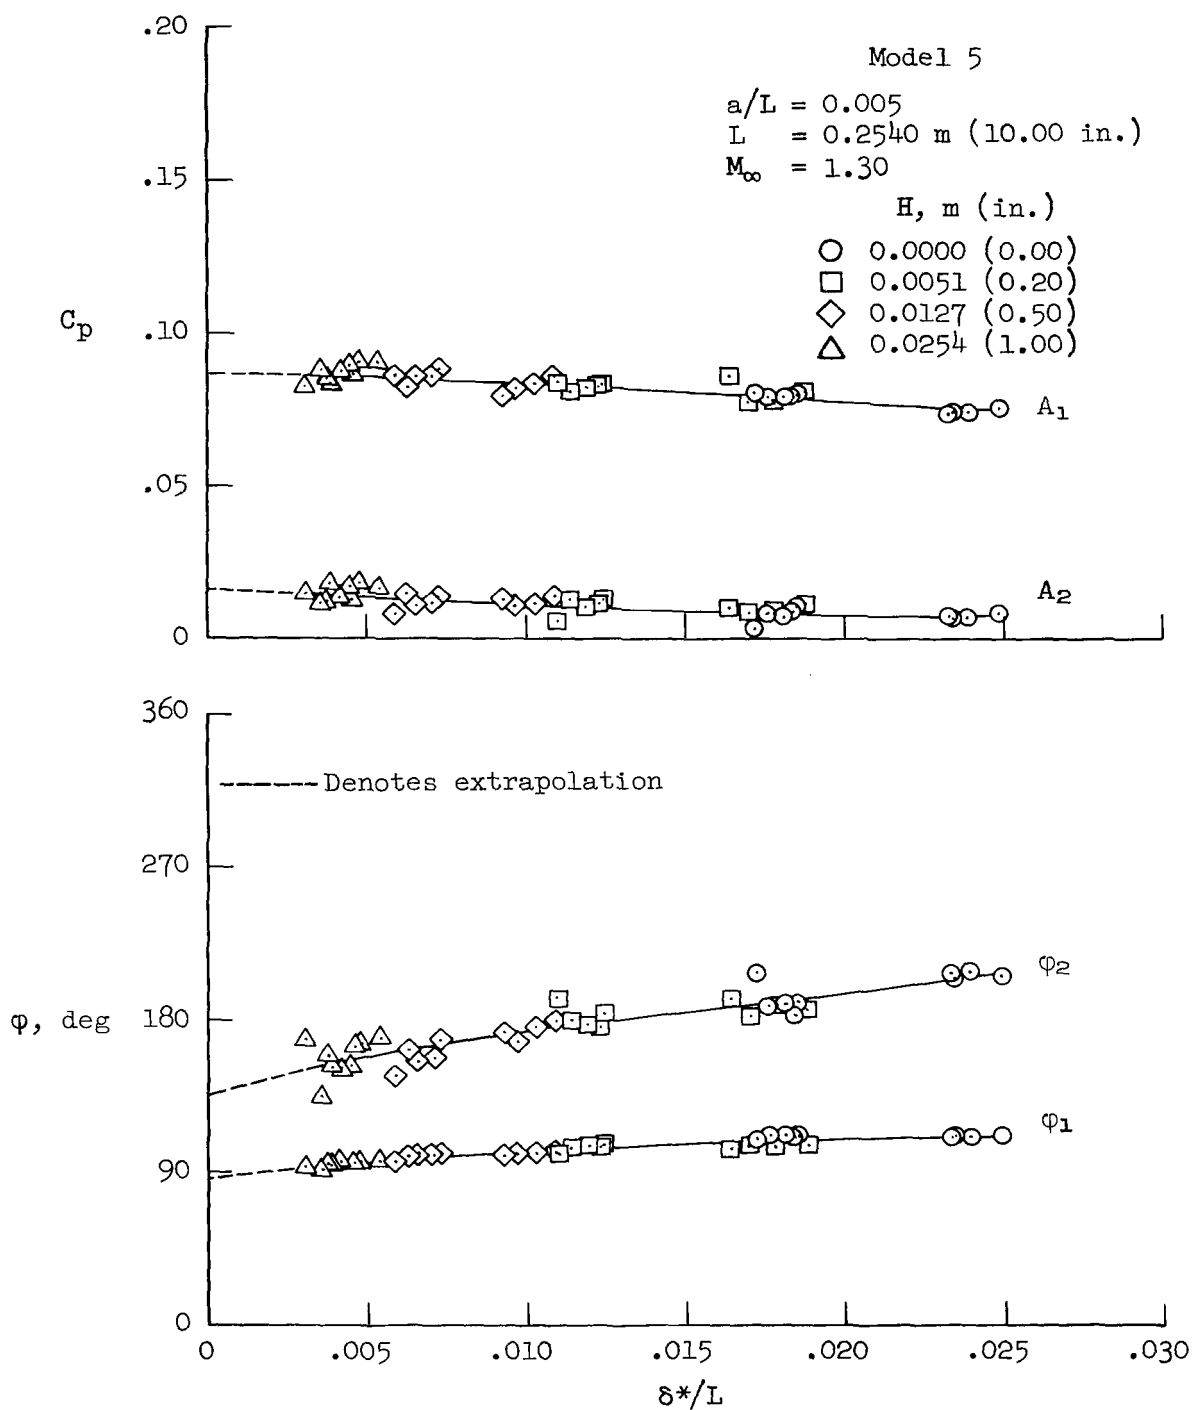 .20
.15
.10
.05
0
Cp
Model 5
a/L = 0.005
L = 0.2540 m (10.00 in.)
M∞ = 1.30
H, m (in.)
0.0000 (0.00)
0.0051 (0.20)
0.0127 (0.50)
0.0254 (1.00)
A1
A2
360
270
180
90
0
φ, deg
Denotes extrapolation
φ2
φ1
0 .005 .010 .015 .020 .025 .030
δ*/L